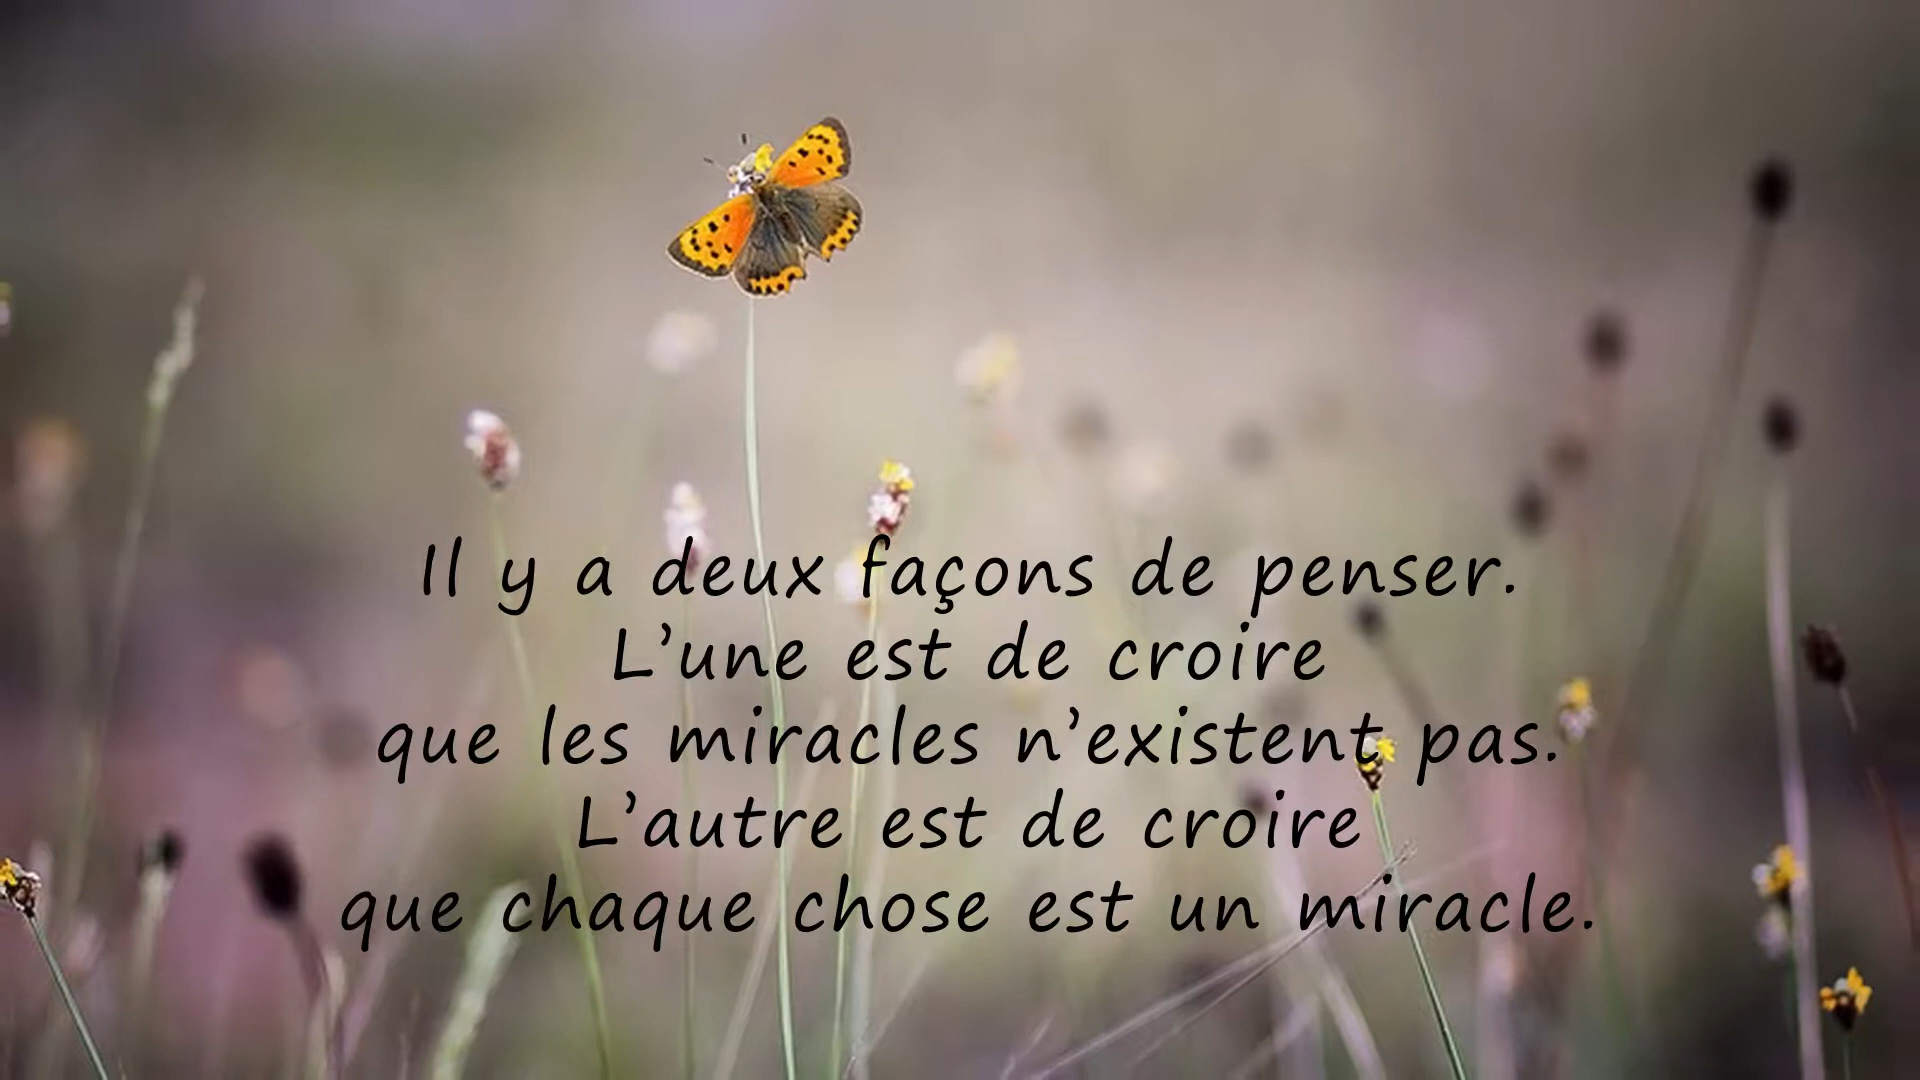 Il y a deux façons de penser.
L’une est de croire
que les miracles n’existent pas.
L’autre est de croire
que chaque chose est un miracle.